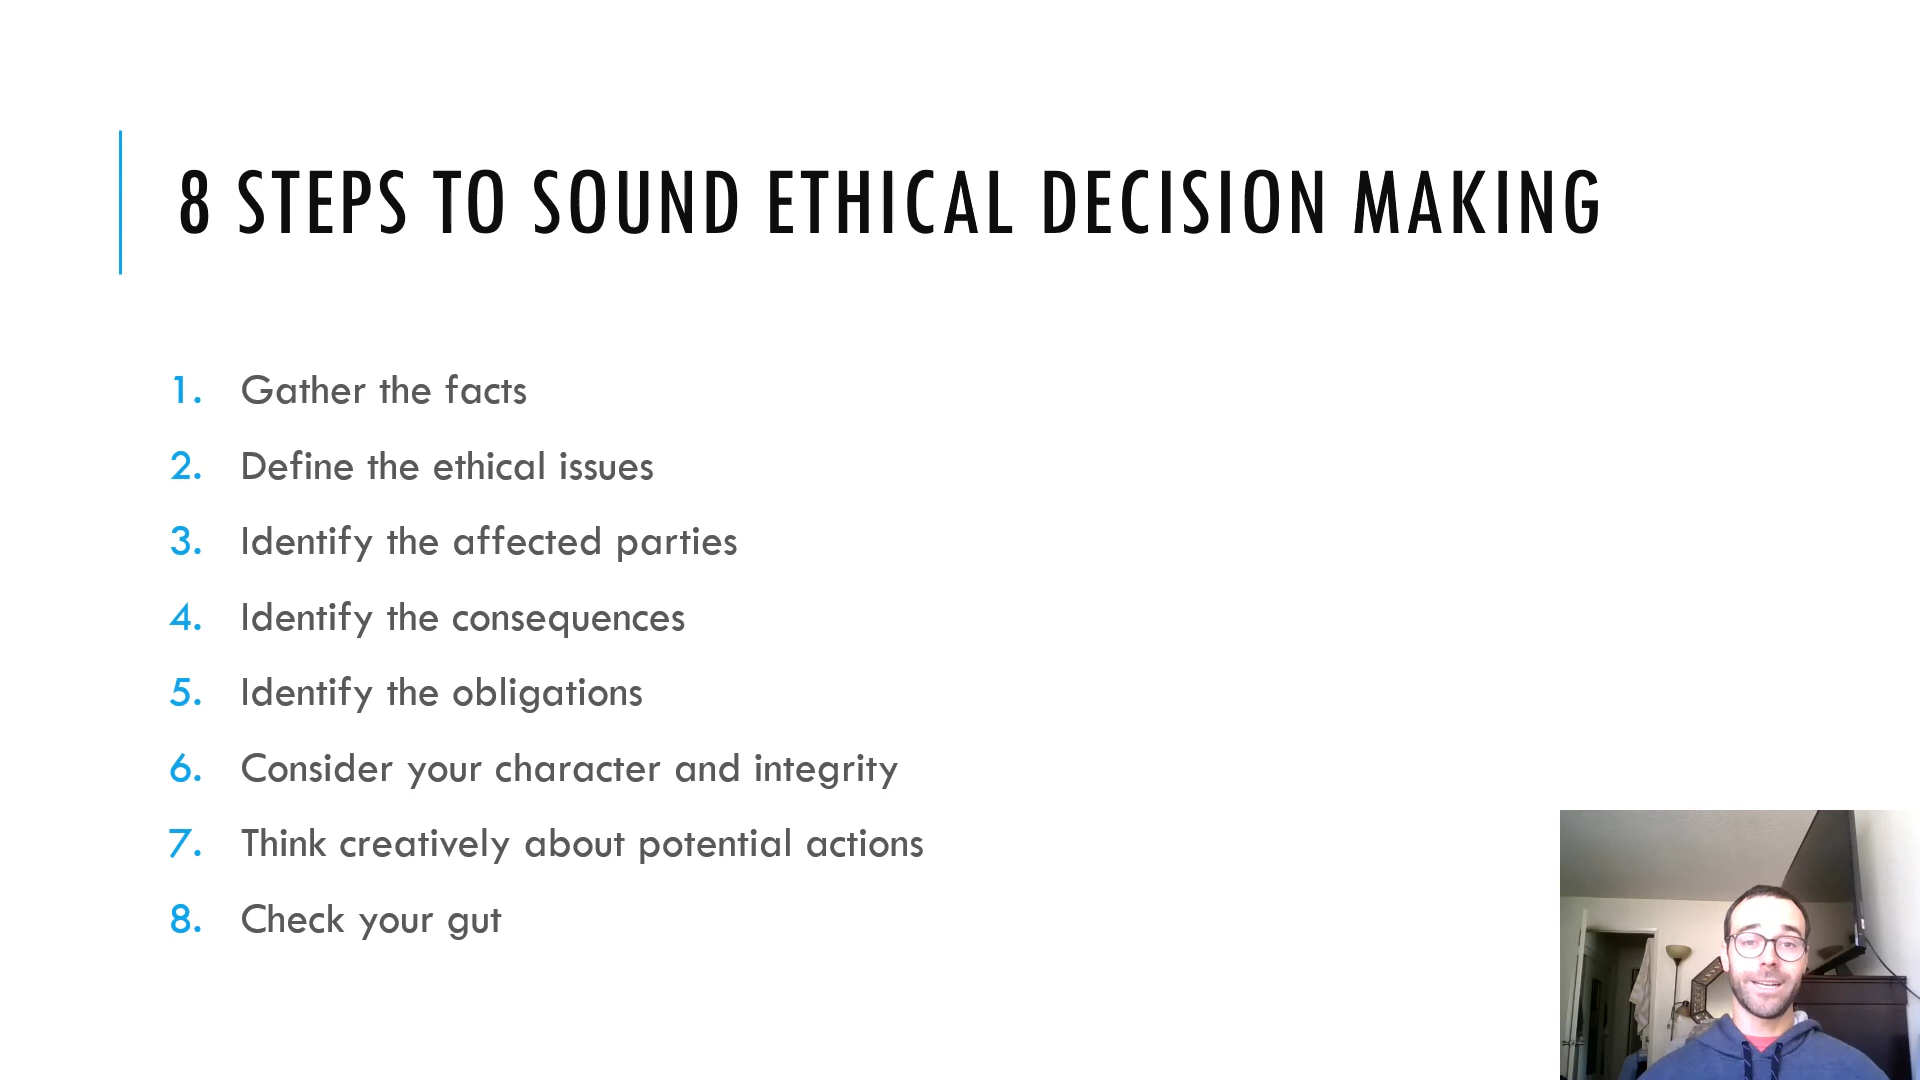 8 STEPS TO SOUND ETHICAL DECISION MAKING
1. Gather the facts
2. Define the ethical issues
3. Identify the affected parties
4. Identify the consequences
5. Identify the obligations
6. Consider your character and integrity
7. Think creatively about potential actions
8. Check your gut